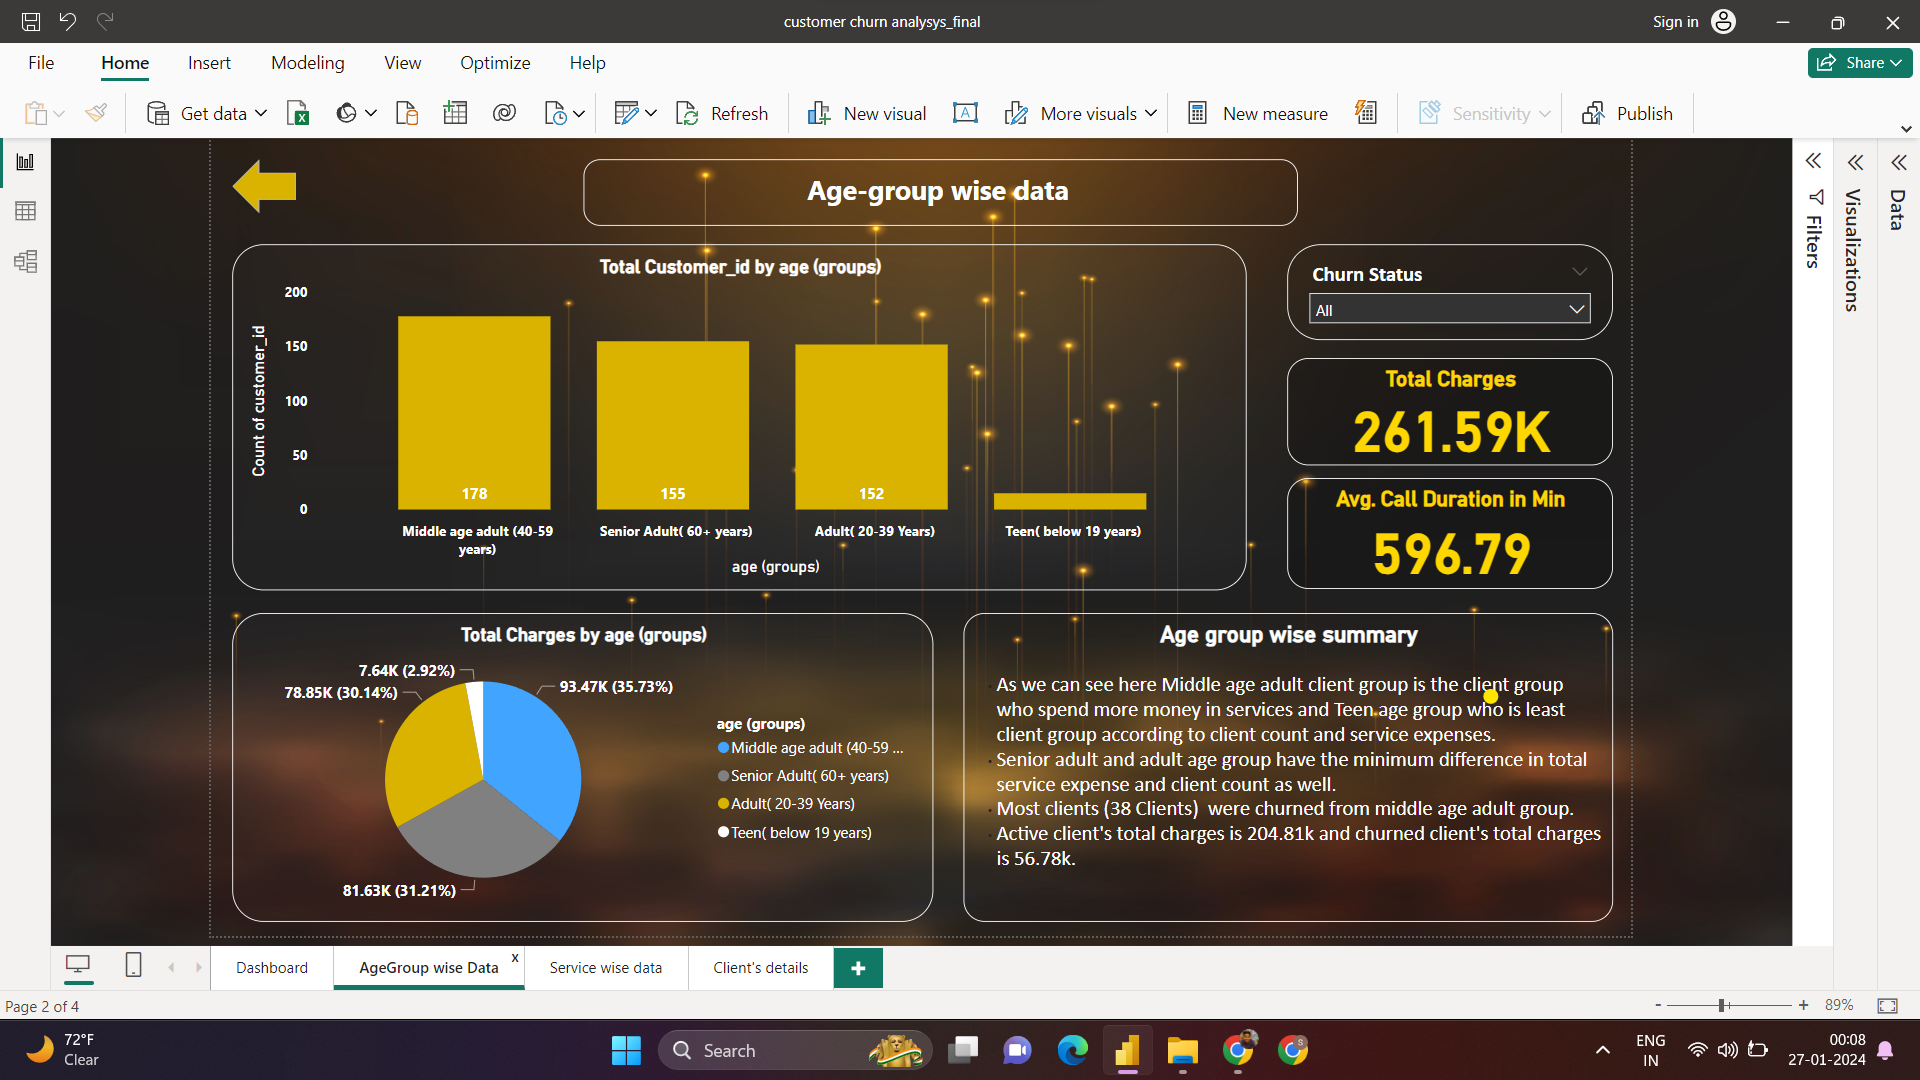 customer churn analysys_final
Sign in
File Home Insert Modeling View Optimize Help
Share
Get data Refresh New visual More visuals New measure Sensitivity Publish
Age-group wise data
Total Customer_id by age (groups)
200
150
100
50
0
Count of customer_id
178 155 152
Middle age adult (40-59
years)
Senior Adult( 60+ years)
Adult( 20-39 Years)
Teen( below 19 years)
age (groups)
Churn Status
All
Total Charges
261.59K
Avg. Call Duration in Min
596.79
Filters
Visualizations
Data
Total Charges by age (groups)
7.64K (2.92%)
78.85K (30.14%)
93.47K (35.73%)
81.63K (31.21%)
age (groups)
Middle age adult (40-59 ...
Senior Adult( 60+ years)
Adult( 20-39 Years)
Teen( below 19 years)
Age group wise summary
As we can see here Middle age adult client group is the client group
who spend more money in services and Teen age group who is least
client group according to client count and service expenses.
Senior adult and adult age group have the minimum difference in total
service expense and client count as well.
Most clients (38 Clients)  were churned from middle age adult group.
Active client's total charges is 204.81k and churned client's total charges
is 56.78k.
Dashboard AgeGroup wise Data x Service wise data Client's details +
Page 2 of 4
- + 89%
72°F
Clear
Search
ENG
IN
00:08
27-01-2024